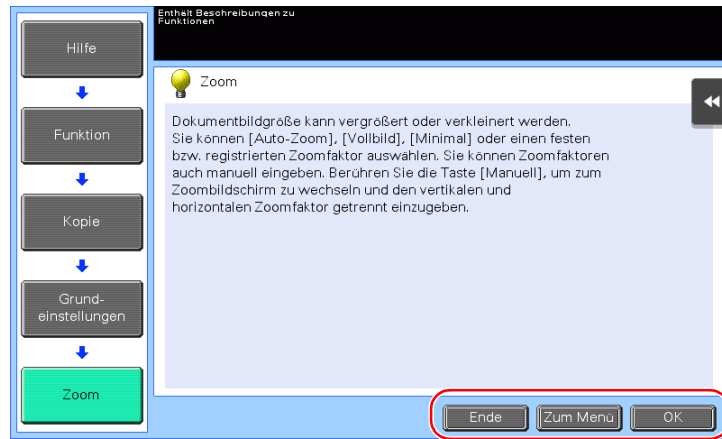 Enthält Beschreibungen zu
Funktionen
Hilfe
Funktion
Kopie
Grund-
einstellungen
Zoom
Zoom
Dokumentbildgröße kann vergrößert oder verkleinert werden.
Sie können [Auto-Zoom], [Vollbild], [Minimal] oder einen festen
bzw. registrierten Zoomfaktor auswählen. Sie können Zoomfaktoren
auch manuell eingeben. Berühren Sie die Taste [Manuell], um zum
Zoombildschirm zu wechseln und den vertikalen und
horizontalen Zoomfaktor getrennt einzugeben.
Ende
Zum Menü
OK